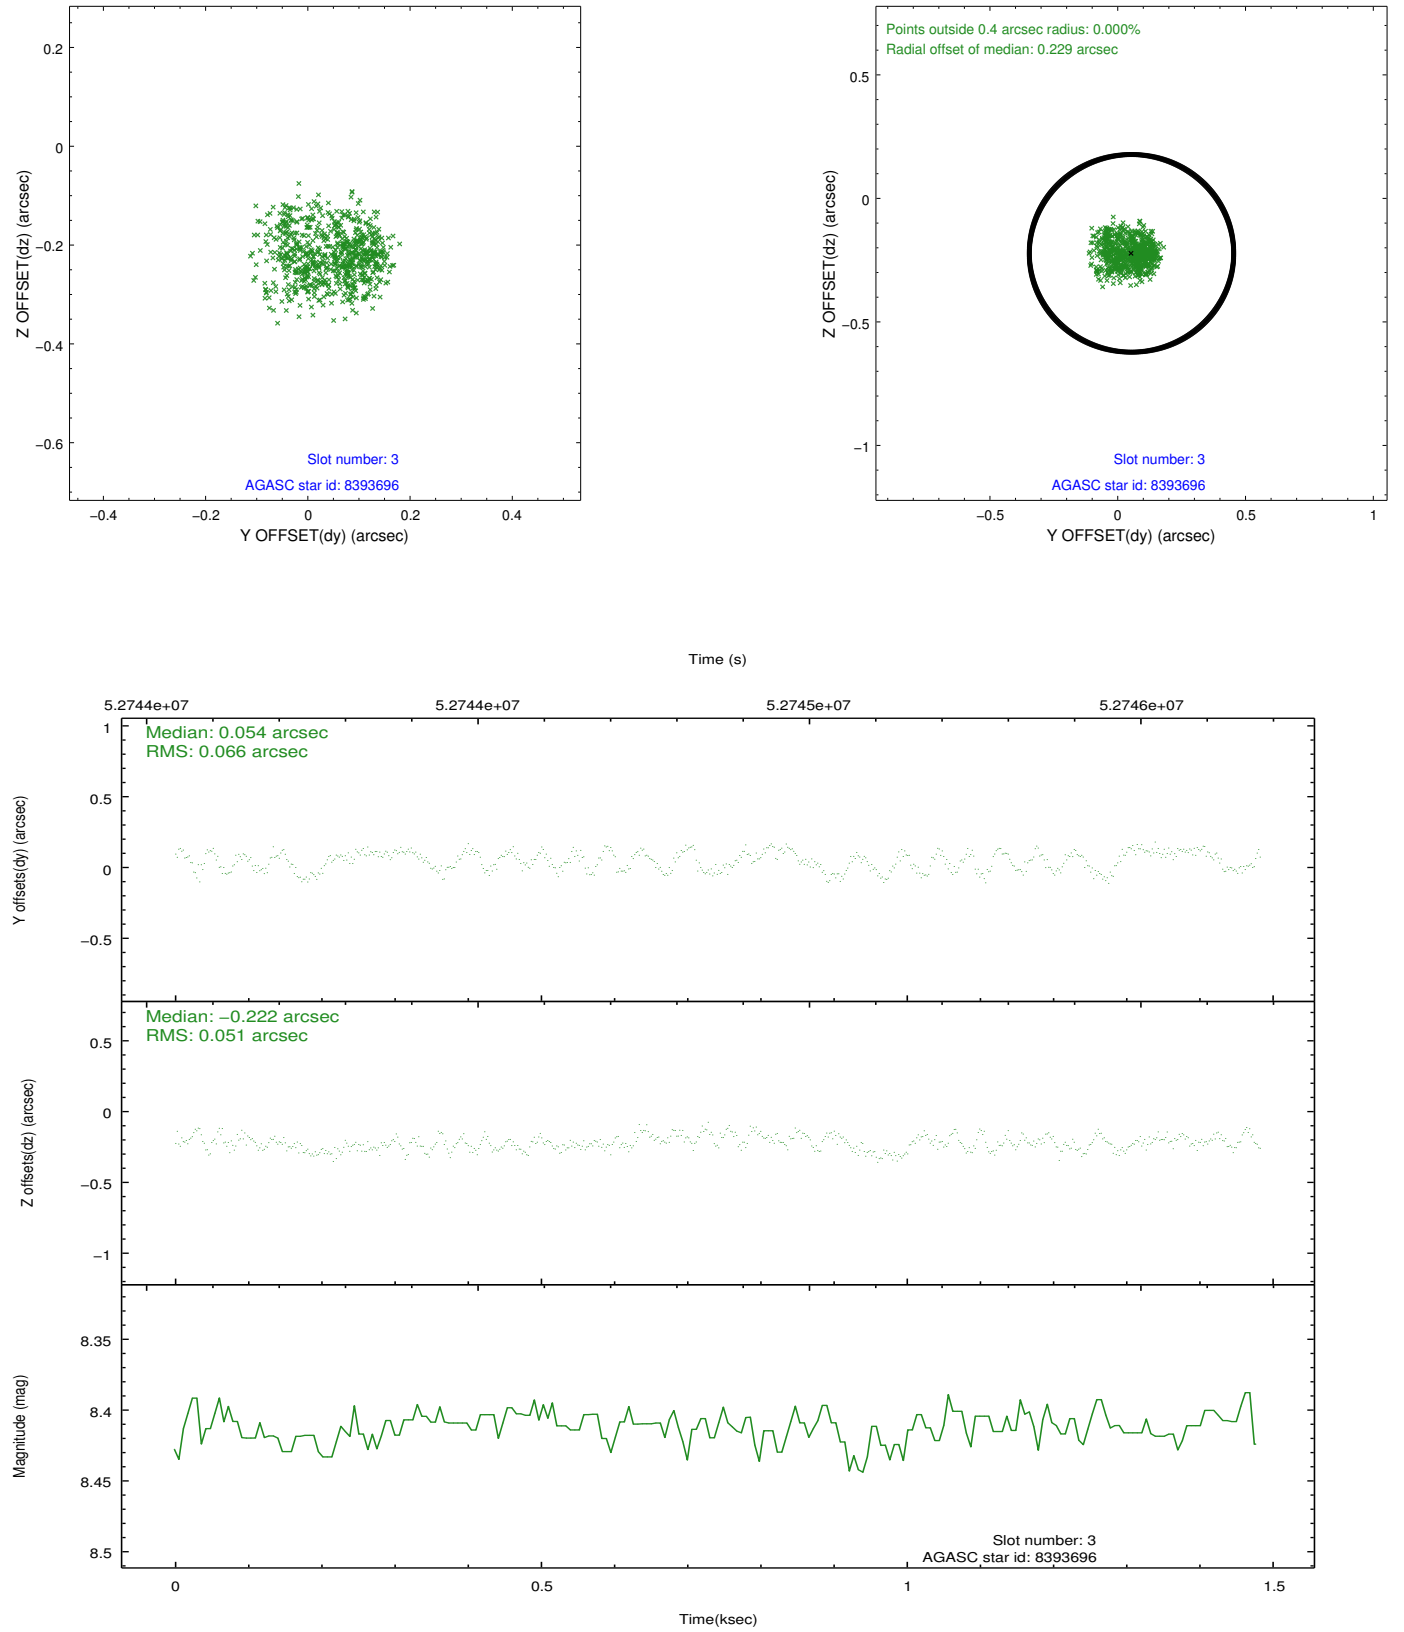 0.2
0
−0.2
−0.4
−0.6
Z OFFSET(dz) (arcsec)
Slot number: 3
AGASC star id: 8393696
−0.4
−0.2
0
0.2
0.4
Y OFFSET(dy) (arcsec)
Points outside 0.4 arcsec radius: 0.000%
Radial offset of median: 0.229 arcsec
0.5
0
−0.5
−1
Z OFFSET(dz) (arcsec)
Slot number: 3
AGASC star id: 8393696
−0.5
0
0.5
1
Y OFFSET(dy) (arcsec)
Time (s)
5.2744e+07
5.2744e+07
5.2745e+07
5.2746e+07
Median: 0.054 arcsec
RMS: 0.066 arcsec
1
0.5
0
−0.5
Y offsets(dy) (arcsec)
Median: −0.222 arcsec
RMS: 0.051 arcsec
0.5
0
−0.5
−1
Z offsets(dz) (arcsec)
8.35
8.4
8.45
8.5
Magnitude (mag)
Slot number: 3
AGASC star id: 8393696
0
0.5
1
1.5
Time(ksec)